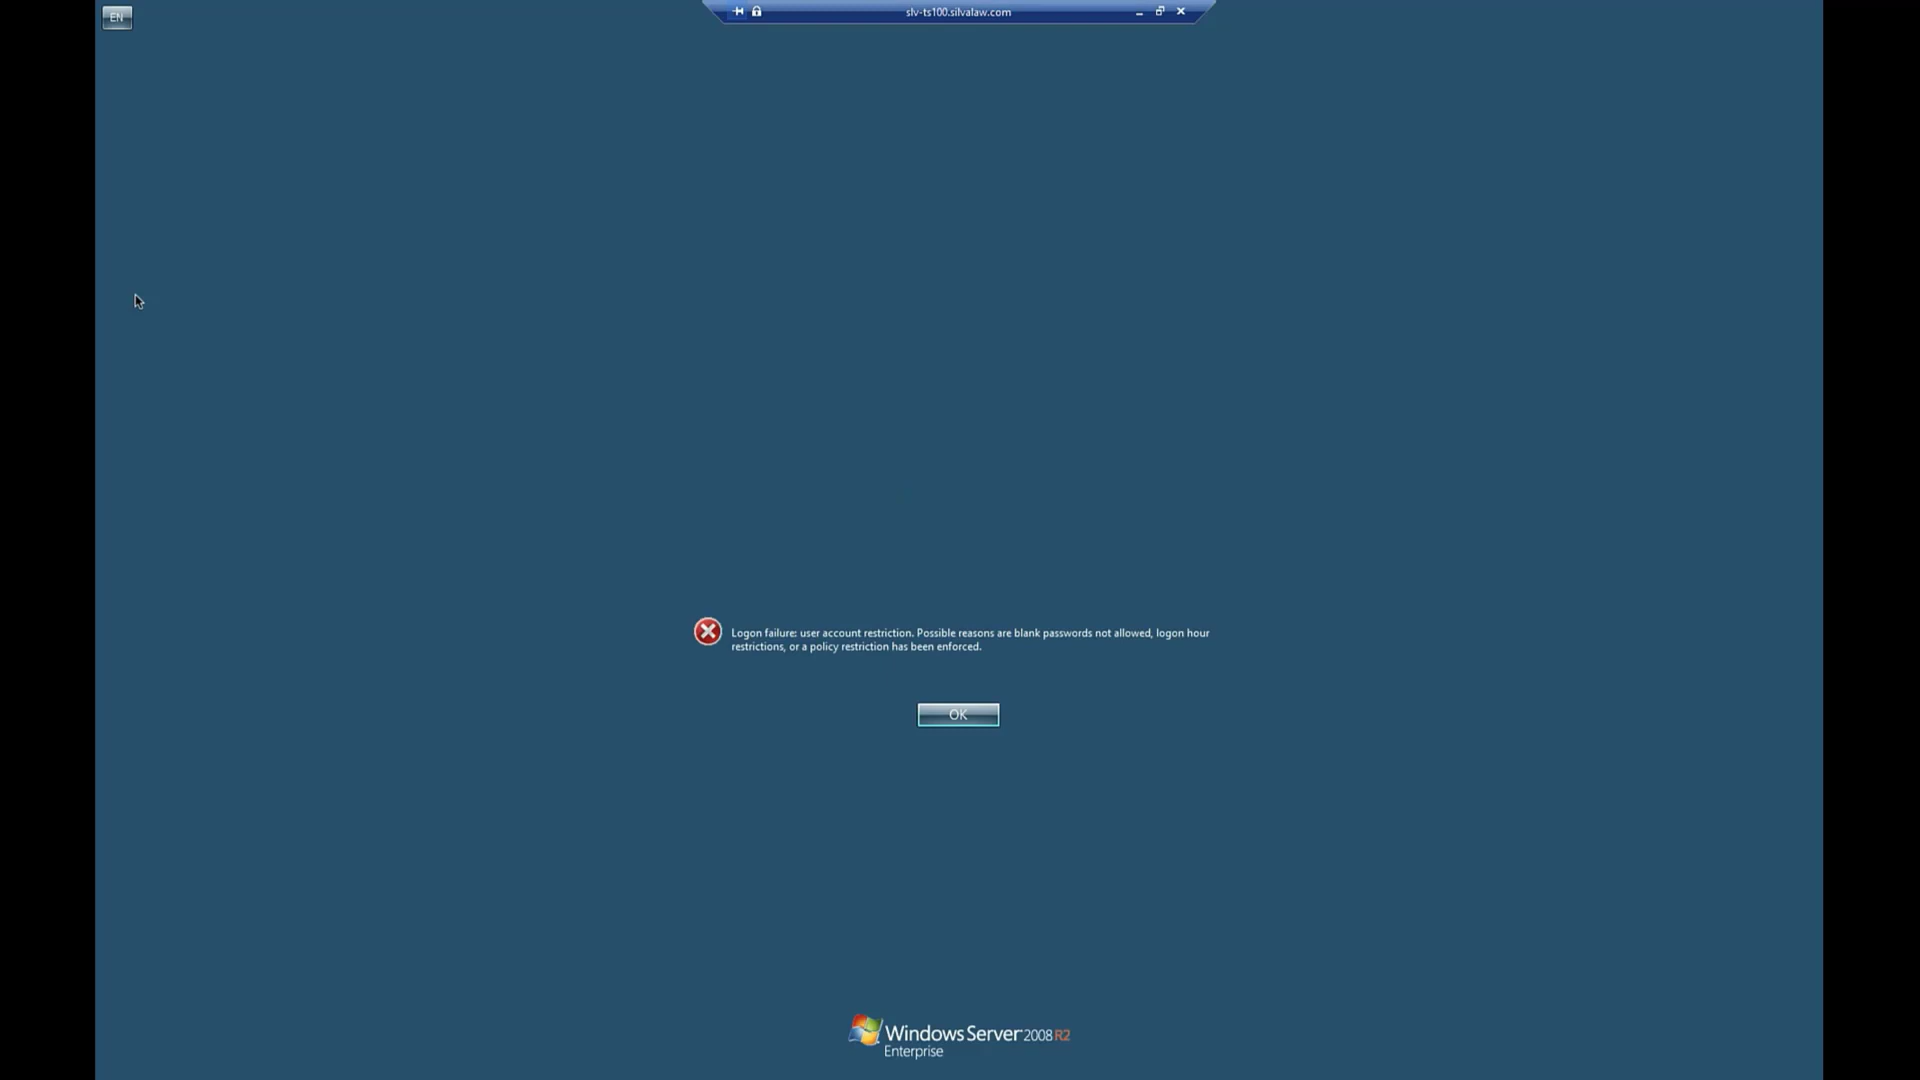 EN
slv-ts100.silvalaw.com
Logon failure: user account restriction. Possible reasons are blank passwords not allowed, logon hour
restrictions, or a policy restriction has been enforced.
OK
Windows Server 2008 R2
Enterprise